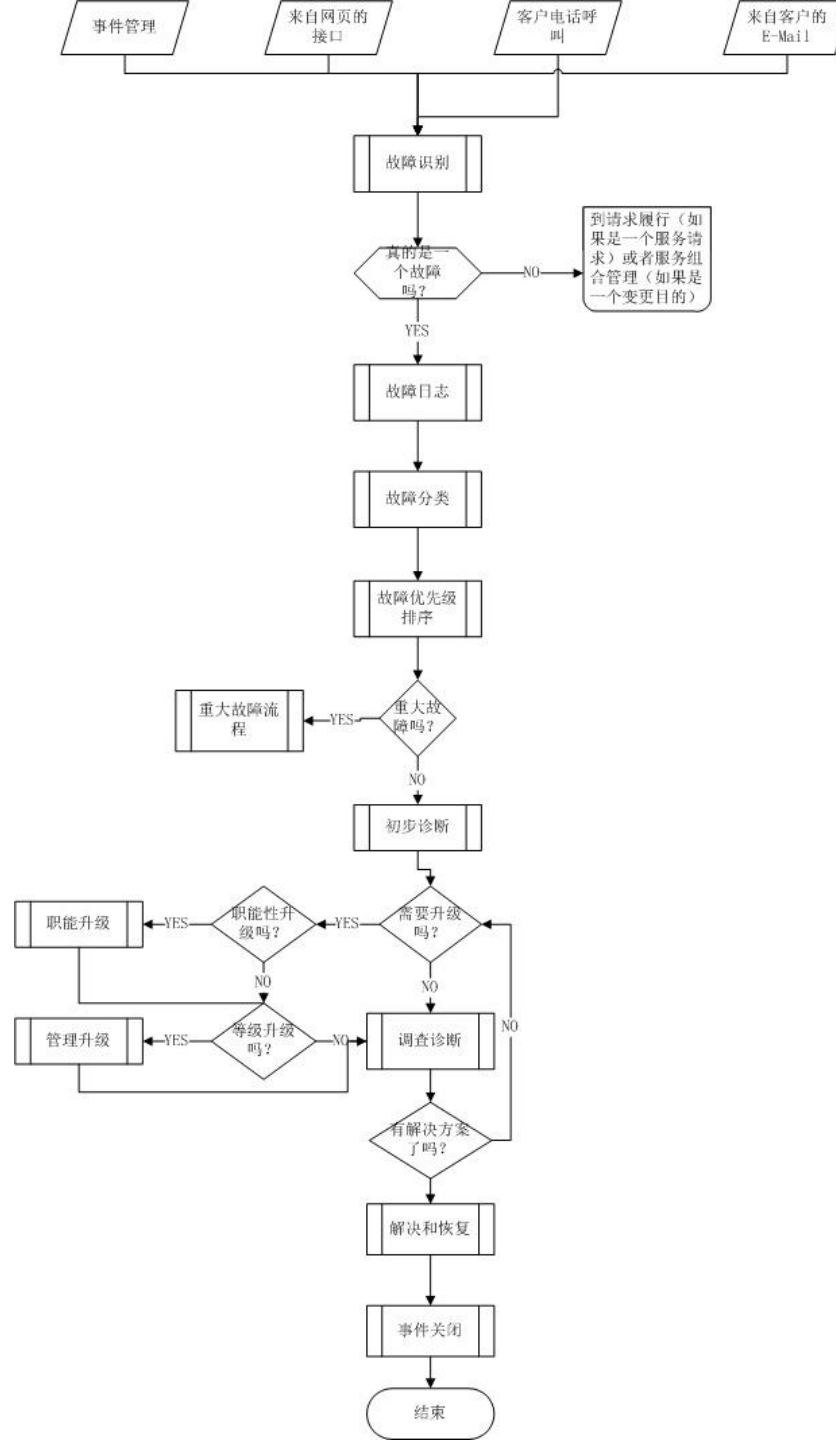 事件管理
来自网页的
接口
客户电话呼
叫
来自客户的
E-Mail
故障识别
真的是一
个故障
吗?
NO
到请求履行（如
果是一个服务请
求）或者服务组
合管理（如果是
一个变更目的）
YES
故障日志
故障分类
故障优先级
排序
重大故
障吗?
YES
重大故障流
程
NO
初步诊断
需要升级
吗?
YES
职能性升
级吗?
YES
职能升级
NO
NO
等级升级
吗?
YES
管理升级
NO
调查诊断
NO
有解决方案
了吗?
解决和恢复
事件关闭
结束